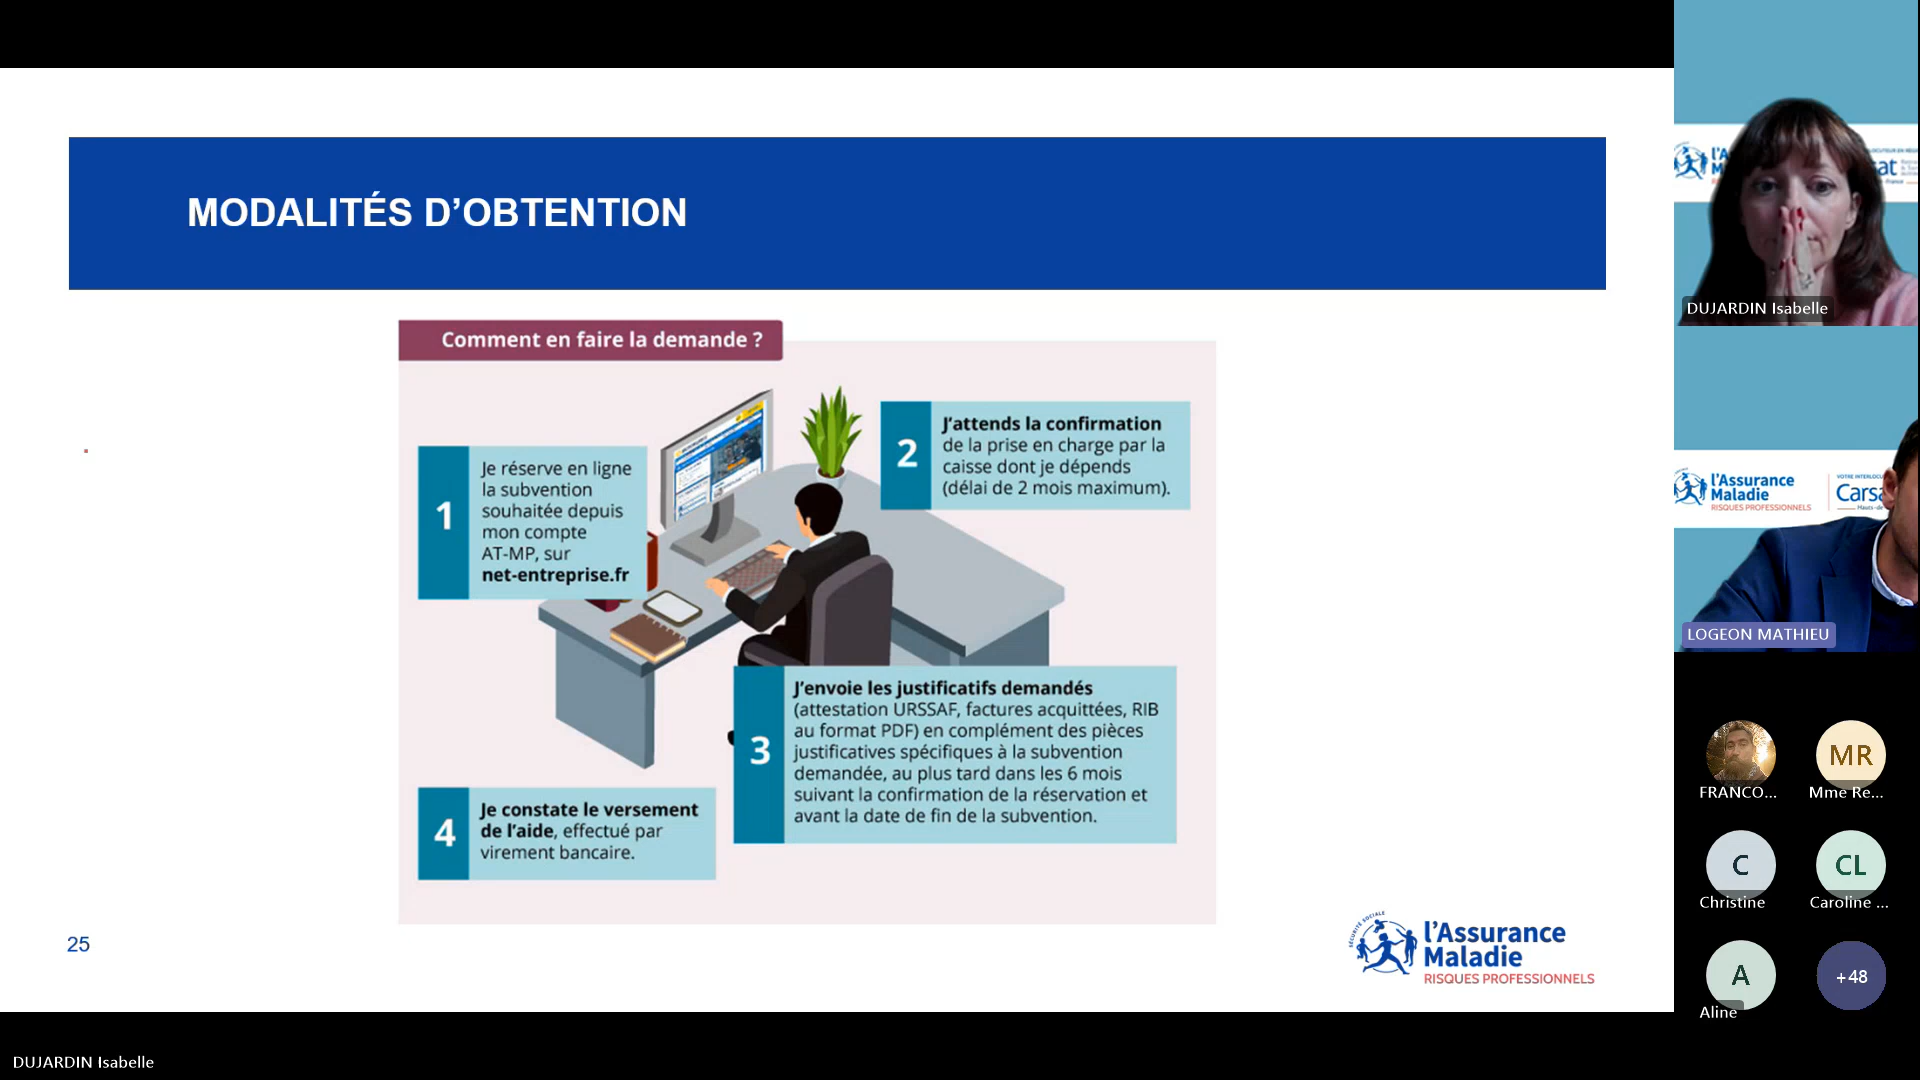 MODALITÉS D’OBTENTION
Comment en faire la demande ?
1
Je réserve en ligne
la subvention
souhaitée depuis
mon compte
AT-MP, sur
net-entreprise.fr
2
J’attends la confirmation
de la prise en charge par la
caisse dont je dépends
(délai de 2 mois maximum).
3
J’envoie les justificatifs demandés
(attestation URSSAF, factures acquittées, RIB
au format PDF) en complément des pièces
justificatives spécifiques à la subvention
demandée, au plus tard dans les 6 mois
suivant la confirmation de la réservation et
avant la date de fin de la subvention.
4
Je constate le versement
de l’aide, effectué par
virement bancaire.
25
SÉCURITÉ SOCIALE
l’Assurance
Maladie
RISQUES PROFESSIONNELS
DUJARDIN Isabelle
DUJARDIN Isabelle
l’Assurance
Maladie
RISQUES PROFESSIONNELS
LOGEON MATHIEU
FRANCO...
MR
Mme Re...
C
Christine
CL
Caroline ...
A
Aline
+48